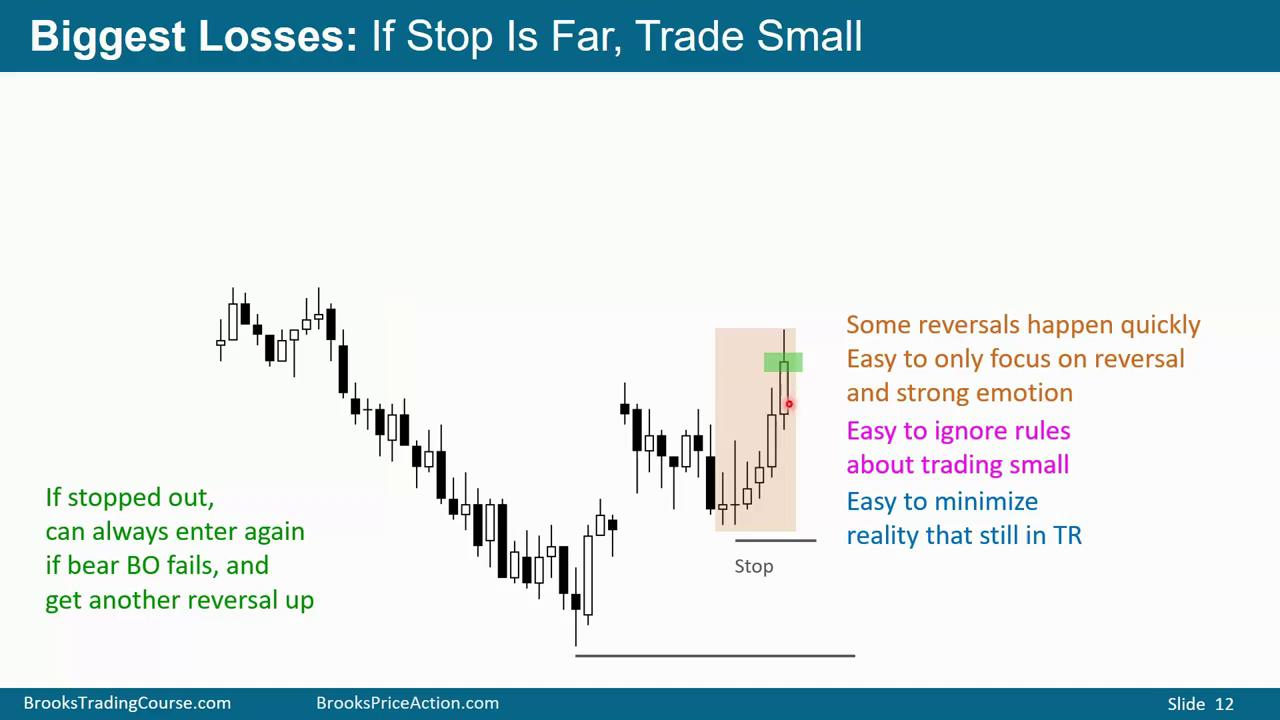 Biggest Losses: If Stop Is Far, Trade Small
Some reversals happen quickly
Easy to only focus on reversal
and strong emotion
Easy to ignore rules
about trading small
Easy to minimize
reality that still in TR
If stopped out,
can always enter again
if bear BO fails, and
get another reversal up
Stop
BrooksTradingCourse.com
BrooksPriceAction.com
Slide 12